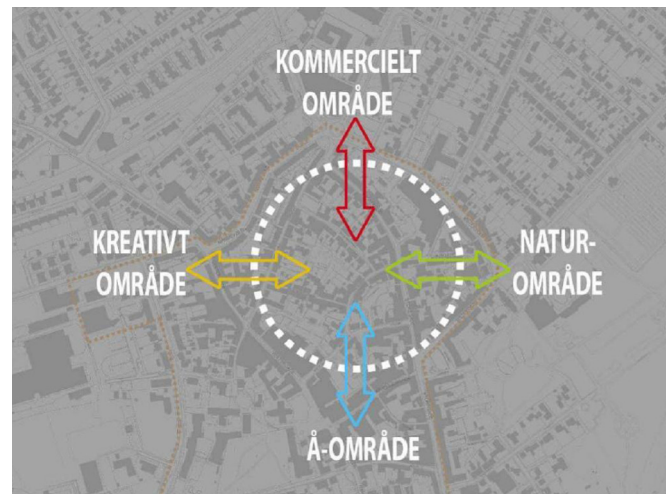 KOMMERCIELT
OMRÅDE
KREATIVT
OMRÅDE
NATUR-
OMRÅDE
Å-OMRÅDE